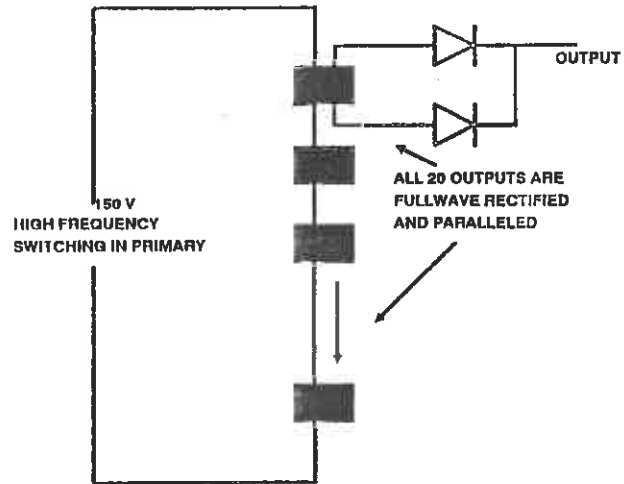 OUTPUT
150 V
HIGH FREQUENCY
SWITCHING IN PRIMARY
ALL 20 OUTPUTS ARE
FULLWAVE RECTIFIED
AND PARALLELED